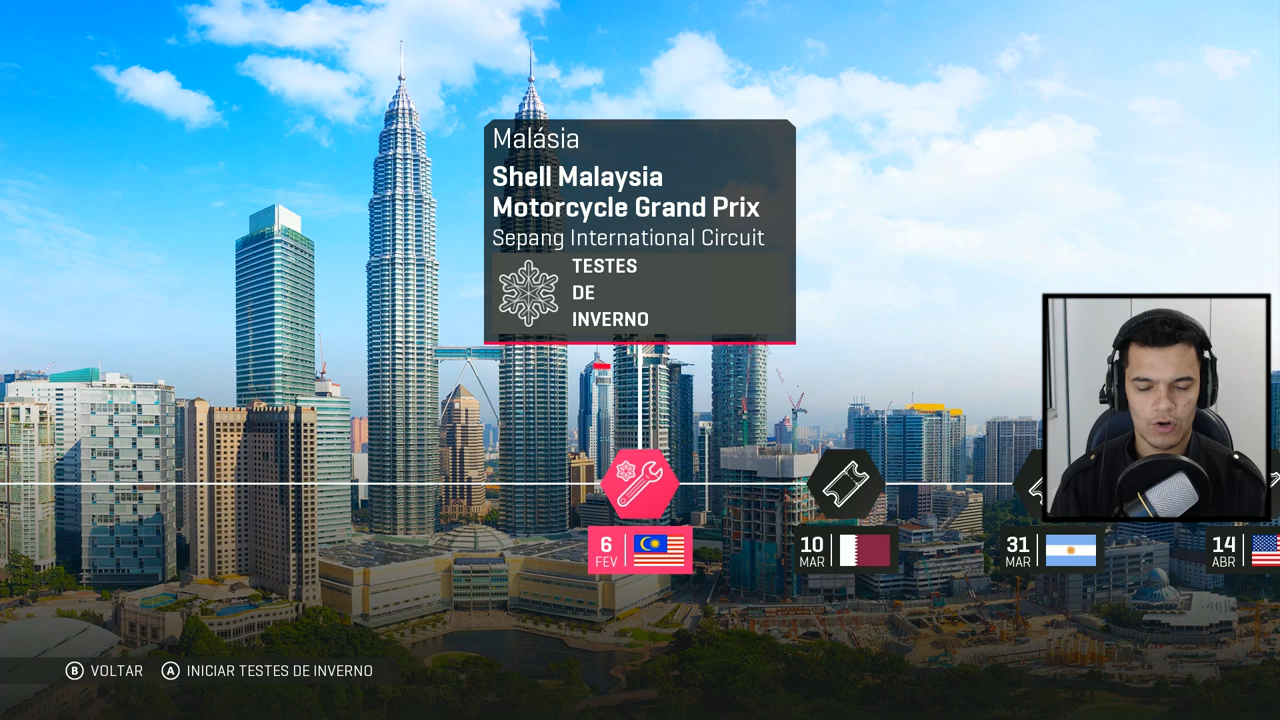 Malásia
Shell Malaysia
Motorcycle Grand Prix
Sepang International Circuit
TESTES
DE
INVERNO
6
FEV
10
MAR
31
MAR
14
ABR
B VOLTAR
A INICIAR TESTES DE INVERNO